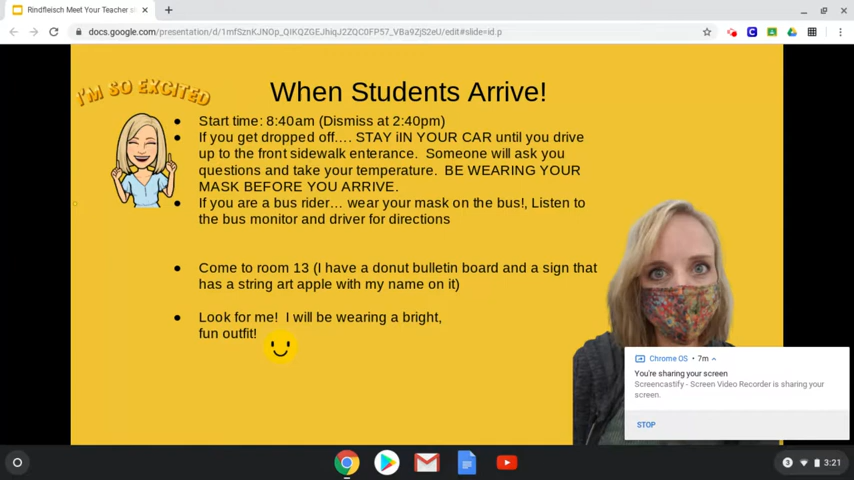 Rindfleisch Meet Your Teacher sl
docs.google.com/presentation/d/1mfSznKJNOp_QIKQZGEJhiqJ2ZQC0FP57_VBa9ZjS2eU/edit#slide=id.p
I'M SO EXCITED
When Students Arrive!
● Start time: 8:40am (Dismiss at 2:40pm)
● If you get dropped off.... STAY iIN YOUR CAR until you drive
up to the front sidewalk enterance. Someone will ask you
questions and take your temperature. BE WEARING YOUR
MASK BEFORE YOU ARRIVE.
● If you are a bus rider... wear your mask on the bus!, Listen to
the bus monitor and driver for directions
● Come to room 13 (I have a donut bulletin board and a sign that
has a string art apple with my name on it)
● Look for me! I will be wearing a bright,
fun outfit!
Chrome OS • 7m
You're sharing your screen
Screencastify - Screen Video Recorder is sharing your
screen.
STOP
3 3:21